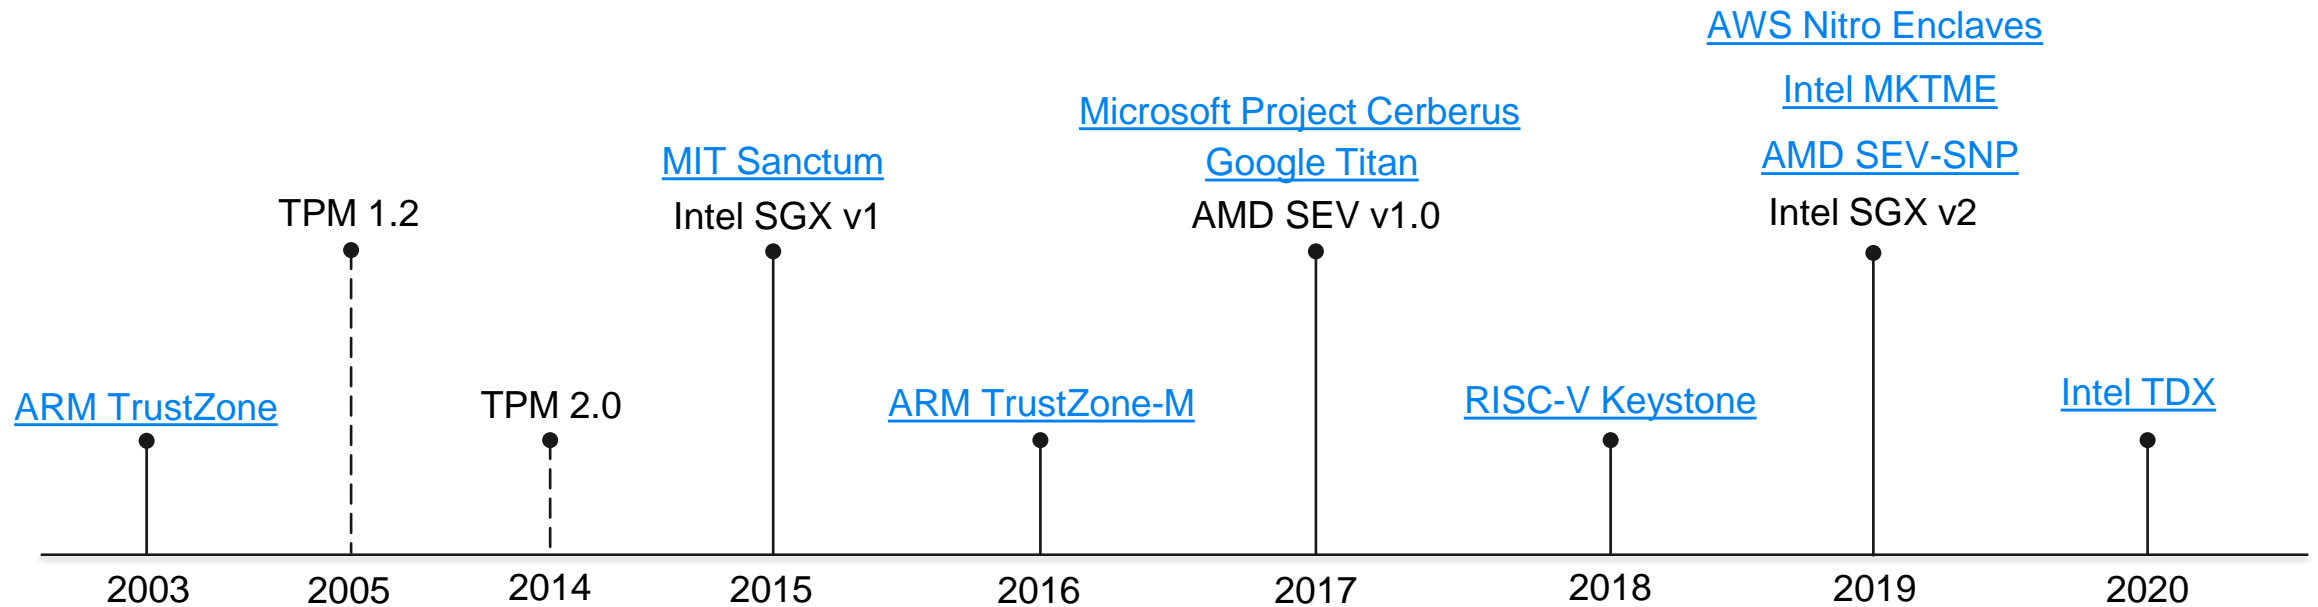 AWS Nitro Enclaves
Intel MKTME
Microsoft Project Cerberus
MIT Sanctum
Google Titan
AMD SEV-SNP
TPM 1.2
Intel SGX v1
AMD SEV v1.0
Intel SGX v2
ARM TrustZone
TPM 2.0
ARM TrustZone-M
RISC-V Keystone
Intel TDX
2003
2005
2014
2015
2016
2017
2018
2019
2020